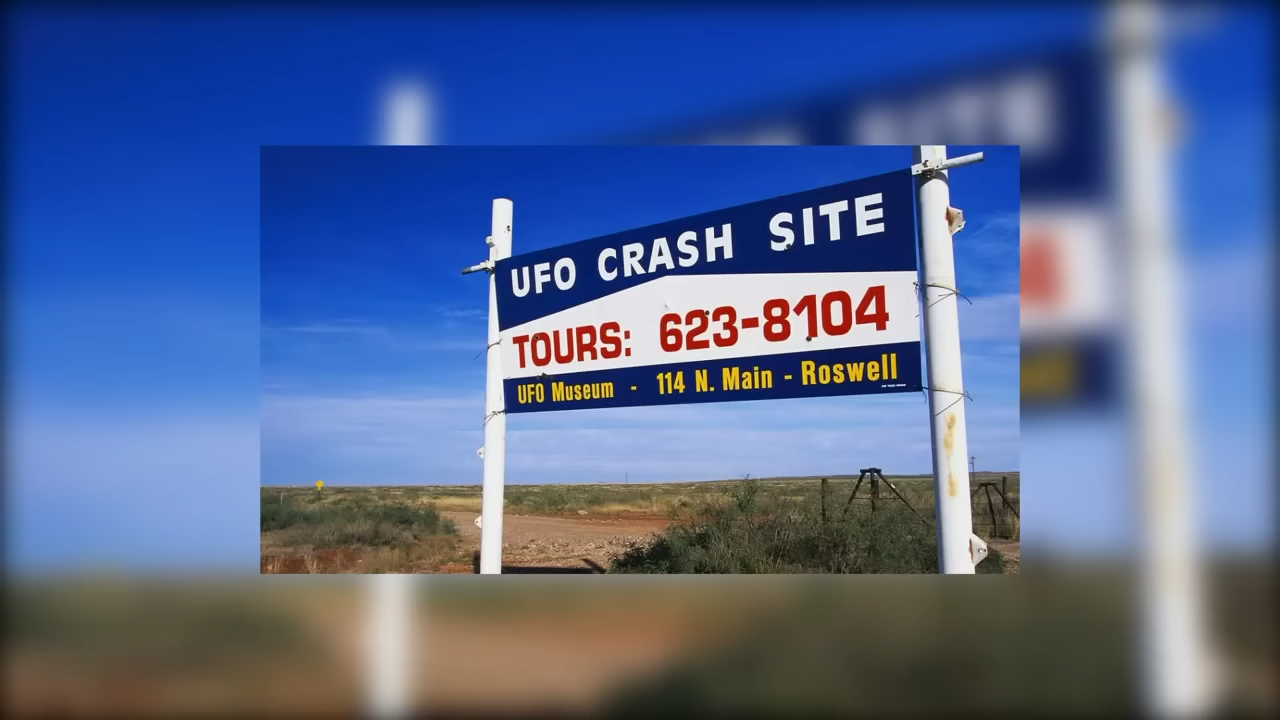 UFO CRASH SITE
TOURS: 623-8104
UFO Museum - 114 N. Main - Roswell